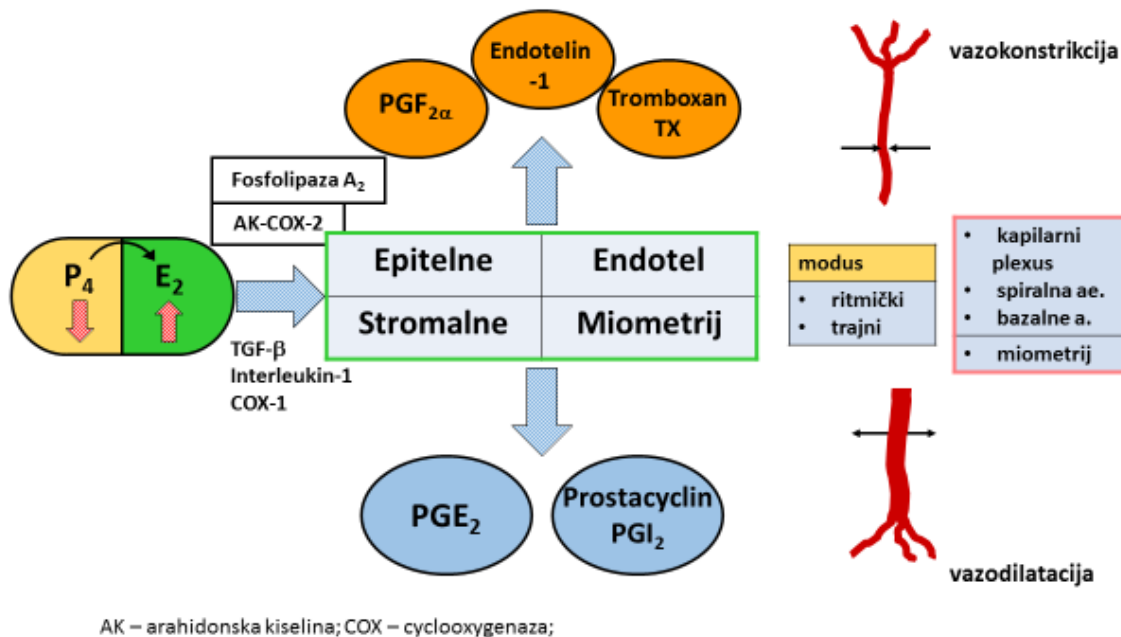 Endotelin
-1
vazokonstrikcija
PGF2α
Tromboxan
TX
Fosfolipaza A2
AK-COX-2
P4
E2
Epitelne
Endotel
Stromalne
Miometrij
TGF-β
Interleukin-1
COX-1
modus
• ritmički
• trajni
• kapilarni
plexus
• spiralna ae.
• bazalne a.
• miometrij
PGE2
Prostacyclin
PGI2
vazodilatacija
AK – arahidonska kiselina; COX – cyclooxygenaza;